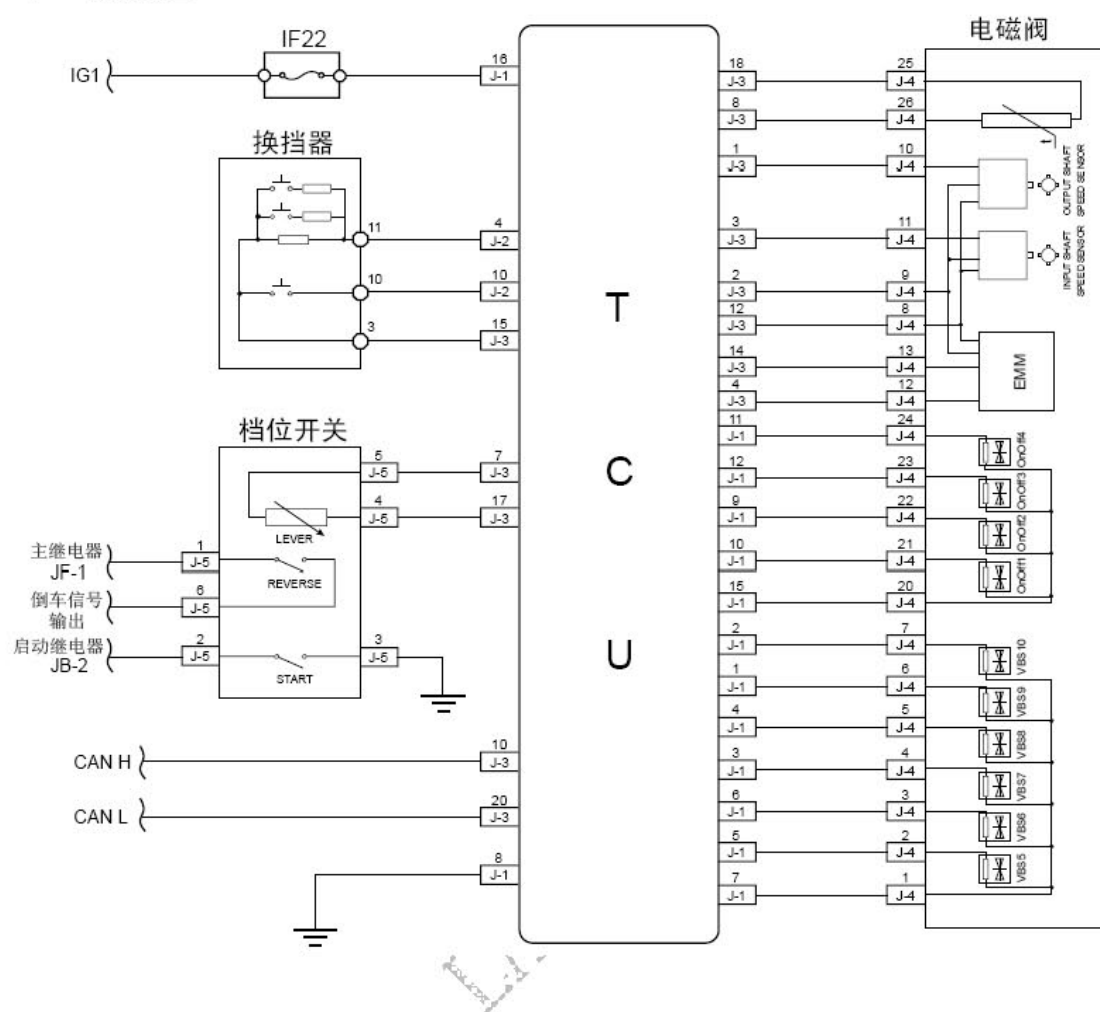 电磁阀
IF22
IG1
16
J-1
18
J-3
25
J-4
8
J-3
26
J-4
换挡器
1
J-3
10
J-4
OUTPUT SHAFT
SPEED SENSOR
11
4
J-2
3
J-3
11
J-4
INPUT SHAFT
SPEED SENSOR
10
10
J-2
2
J-3
9
J-4
T
3
15
J-3
12
J-3
8
J-4
14
J-3
13
J-4
EMM
4
J-3
12
J-4
档位开关
11
J-1
24
J-4
OnOff4
5
J-5
7
J-3
C
12
J-1
23
J-4
OnOff3
4
J-5
17
J-3
9
J-1
22
J-4
OnOff2
LEVER
主继电器
JF-1
1
J-5
REVERSE
10
J-1
21
J-4
OnOff1
倒车信号
输出
6
J-5
15
J-1
20
J-4
启动继电器
JB-2
2
J-5
START
3
J-5
U
2
J-1
7
J-4
VBS10
1
J-1
6
J-4
VBS9
4
J-1
5
J-4
VBS8
CAN H
10
J-3
3
J-1
4
J-4
VBS7
CAN L
20
J-3
6
J-1
3
J-4
VBS6
5
J-1
2
J-4
VBS5
8
J-1
7
J-1
1
J-4